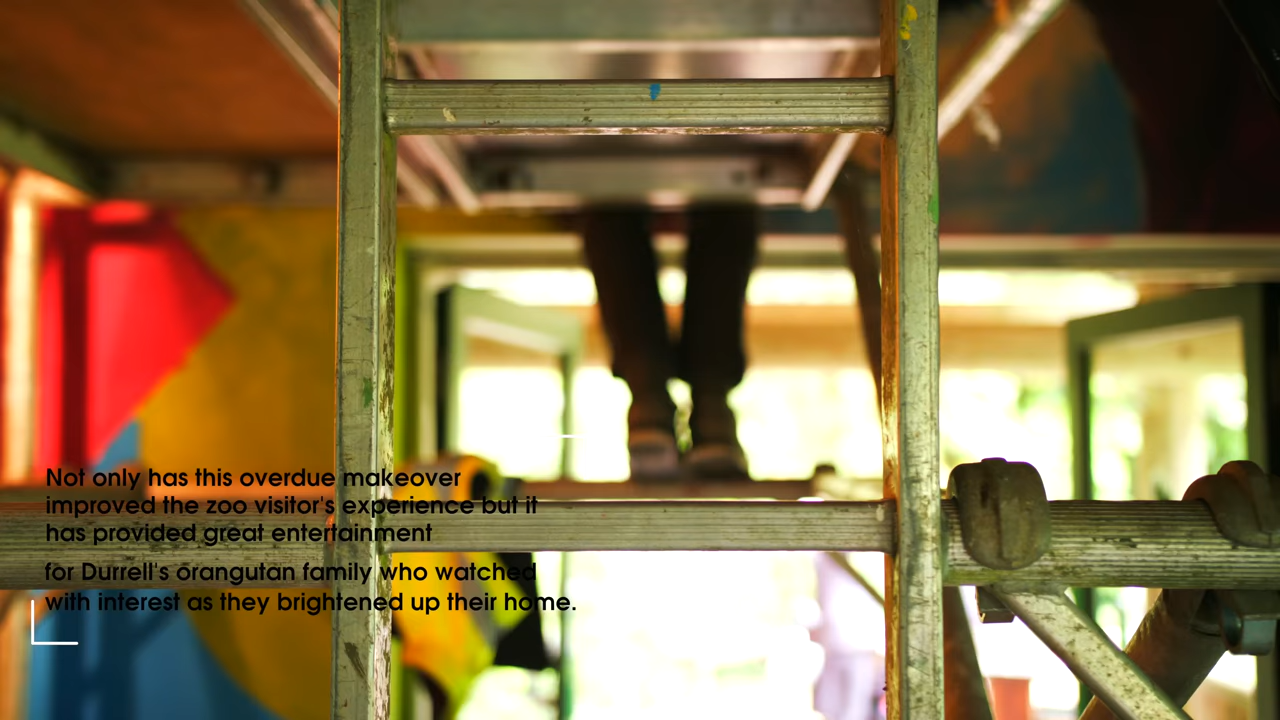 Not only has this overdue makeover
improved the zoo visitor's experience but it
has provided great entertainment
for Durrell's orangutan family who watched
with interest as they brightened up their home.